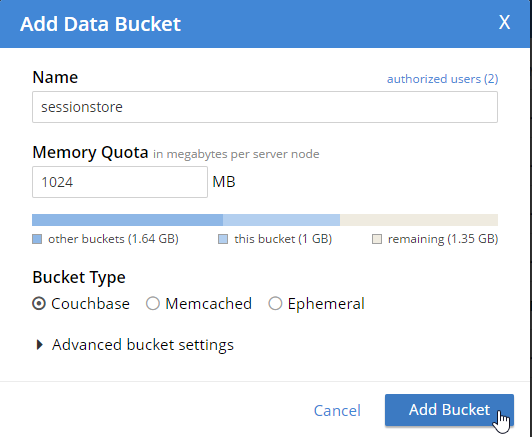 Add Data Bucket X
Name authorized users (2)
sessionstore
Memory Quota in megabytes per server node
1024 MB
other buckets (1.64 GB) this bucket (1 GB) remaining (1.35 GB)
Bucket Type
Couchbase Memcached Ephemeral
Advanced bucket settings
Cancel Add Bucket